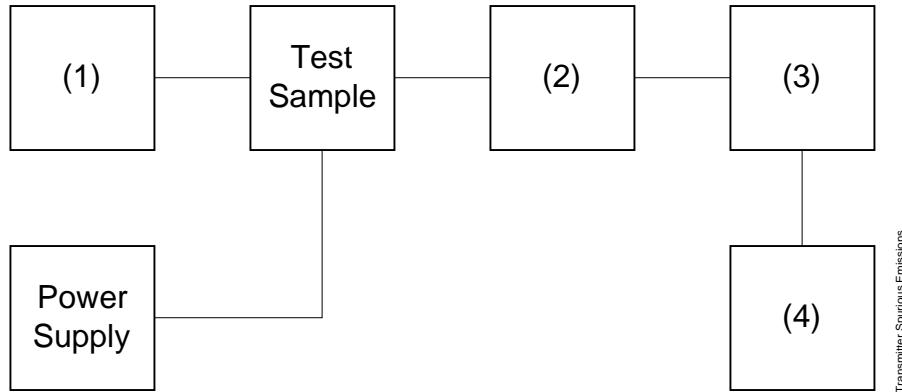 (1)
Test
Sample
(2)
(3)
Power
Supply
(4)
Transmitter Spurious Emissions